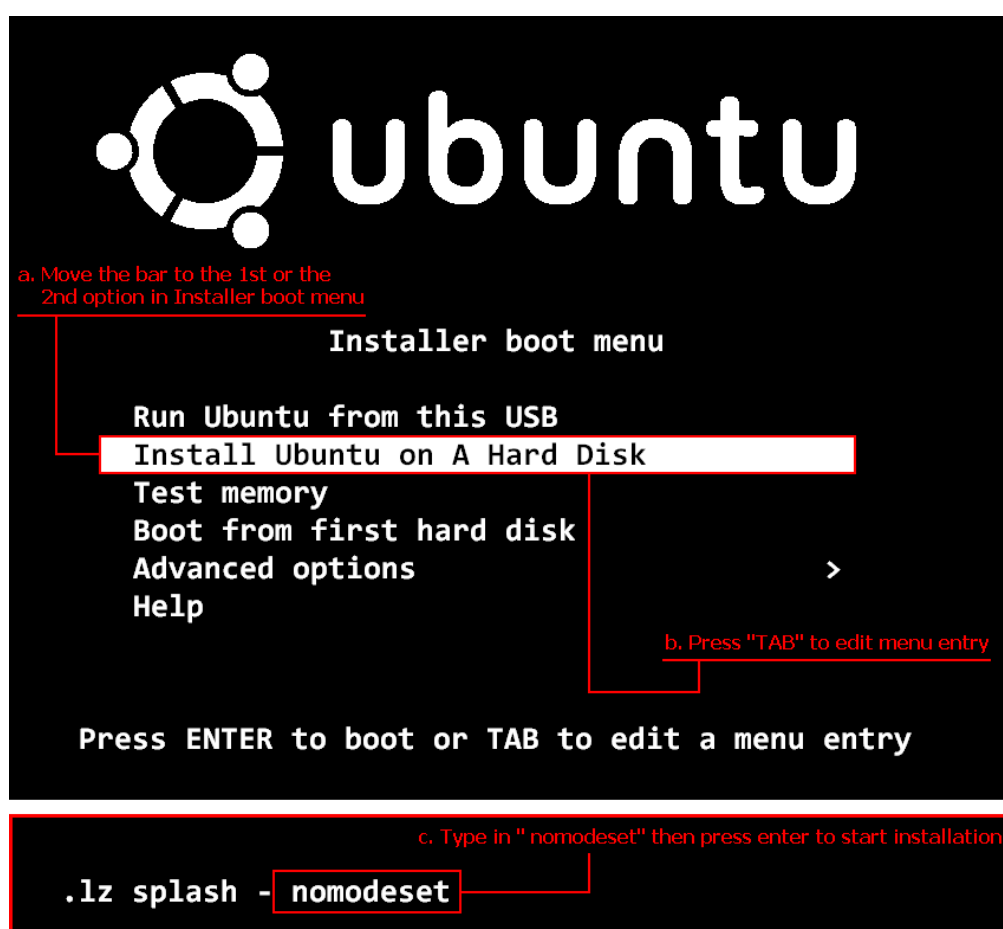 ubuntu
a. Move the bar to the 1st or the
2nd option in Installer boot menu
Installer boot menu
Run Ubuntu from this USB
Install Ubuntu on A Hard Disk
Test memory
Boot from first hard disk
Advanced options >
Help
b. Press "TAB" to edit menu entry
Press ENTER to boot or TAB to edit a menu entry
c. Type in " nomodeset" then press enter to start installation
.lz splash - nomodeset